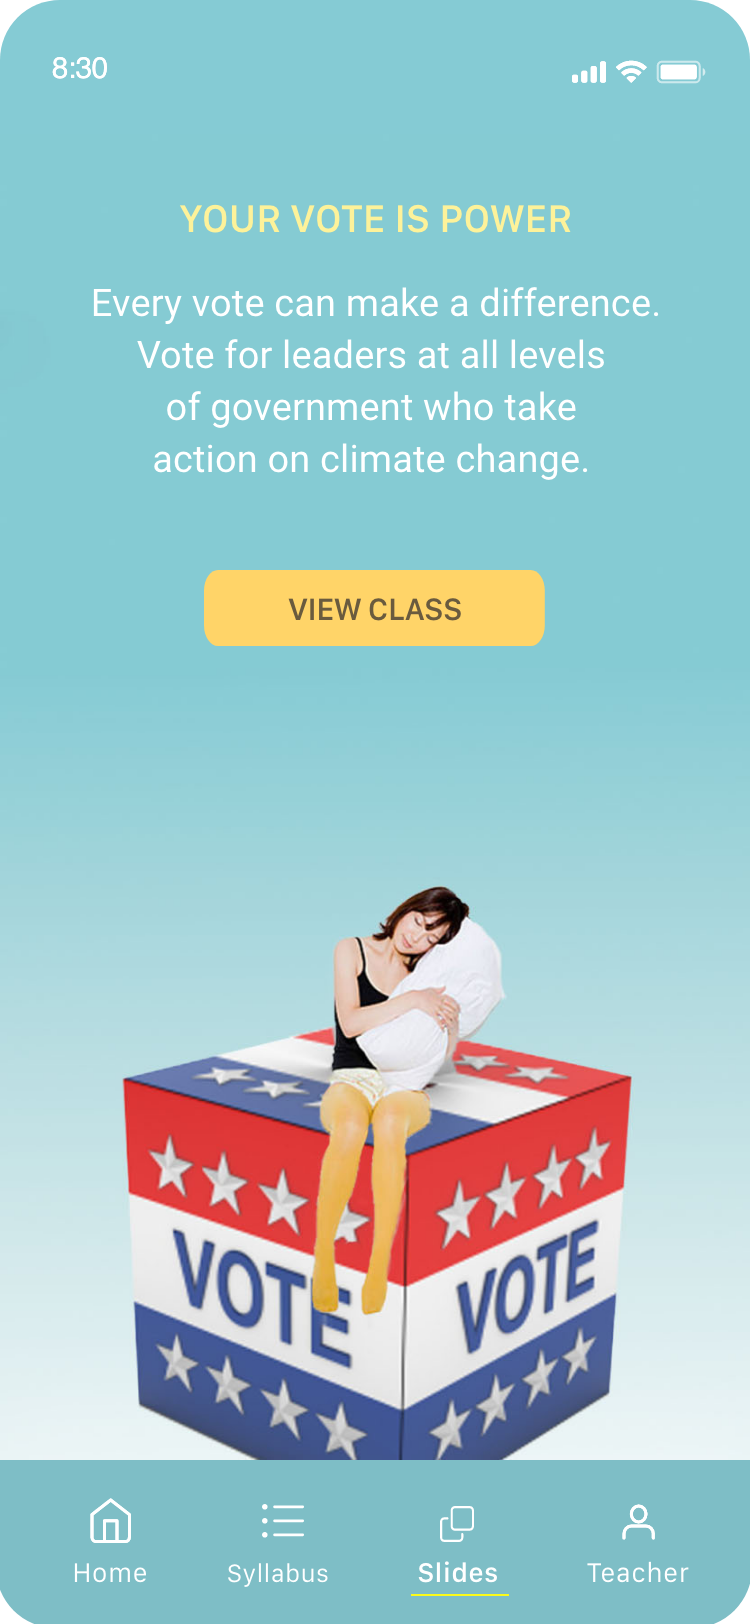 8:30
YOUR VOTE IS POWER
Every vote can make a difference.
Vote for leaders at all levels
of government who take
action on climate change.
VIEW CLASS
VOTE
VOTE
Home
Syllabus
Slides
Teacher